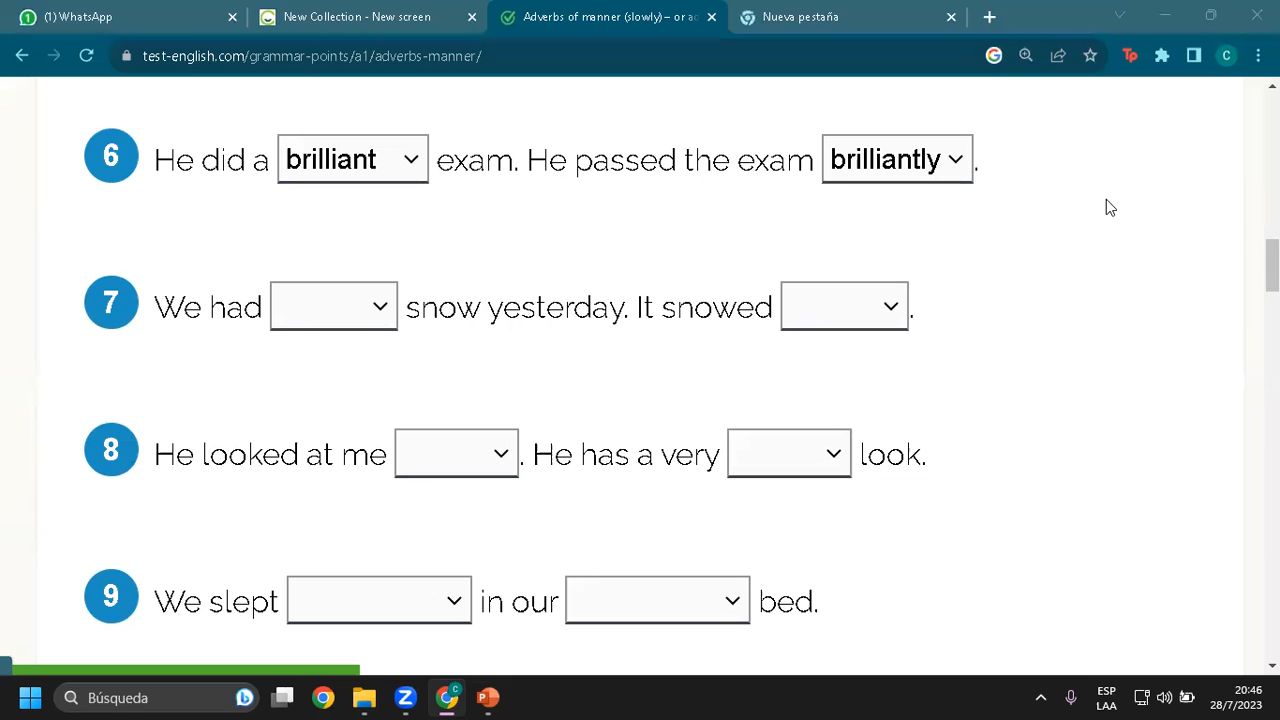 (1) WhatsApp
New Collection - New screen
Adverbs of manner (slowly) – or ad
Nueva pestaña
test-english.com/grammar-points/a1/adverbs-manner/
Tp
C
6 He did a brilliant exam. He passed the exam brilliantly.
7 We had snow yesterday. It snowed .
8 He looked at me . He has a very look.
9 We slept in our bed.
Búsqueda
ESP
LAA
20:46
28/7/2023